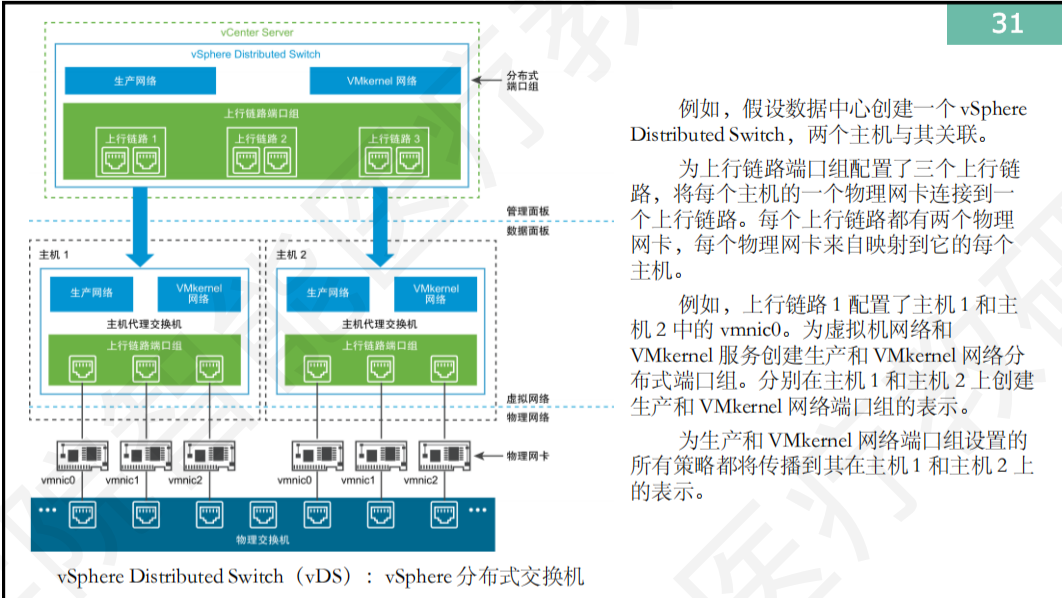 31
vCenter Server
vSphere Distributed Switch
生产网络
VMkernel 网络
分布式
端口组
上行链路端口组
上行链路 1
上行链路 2
上行链路 3
管理面板
数据面板
主机 1
生产网络
VMkernel
网络
主机代理交换机
上行链路端口组
主机 2
生产网络
VMkernel
网络
主机代理交换机
上行链路端口组
虚拟网络
物理网络
物理网卡
vmnic0
vmnic1
vmnic2
vmnic0
vmnic1
vmnic2
物理交换机
vSphere Distributed Switch（vDS）：vSphere 分布式交换机
例如，假设数据中心创建一个 vSphere
Distributed Switch，两个主机与其关联。
为上行链路端口组配置了三个上行链
路，将每个主机的一个物理网卡连接到一
个上行链路。每个上行链路都有两个物理
网卡，每个物理网卡来自映射到它的每个
主机。
例如，上行链路 1 配置了主机 1 和主
机 2 中的 vmnic0。为虚拟机网络和
VMkernel 服务创建生产和 VMkernel 网络分
布式端口组。分别在主机 1 和主机 2 上创建
生产和 VMkernel 网络端口组的表示。
为生产和 VMkernel 网络端口组设置的
所有策略都将传播到其在主机 1 和主机 2 上
的表示。